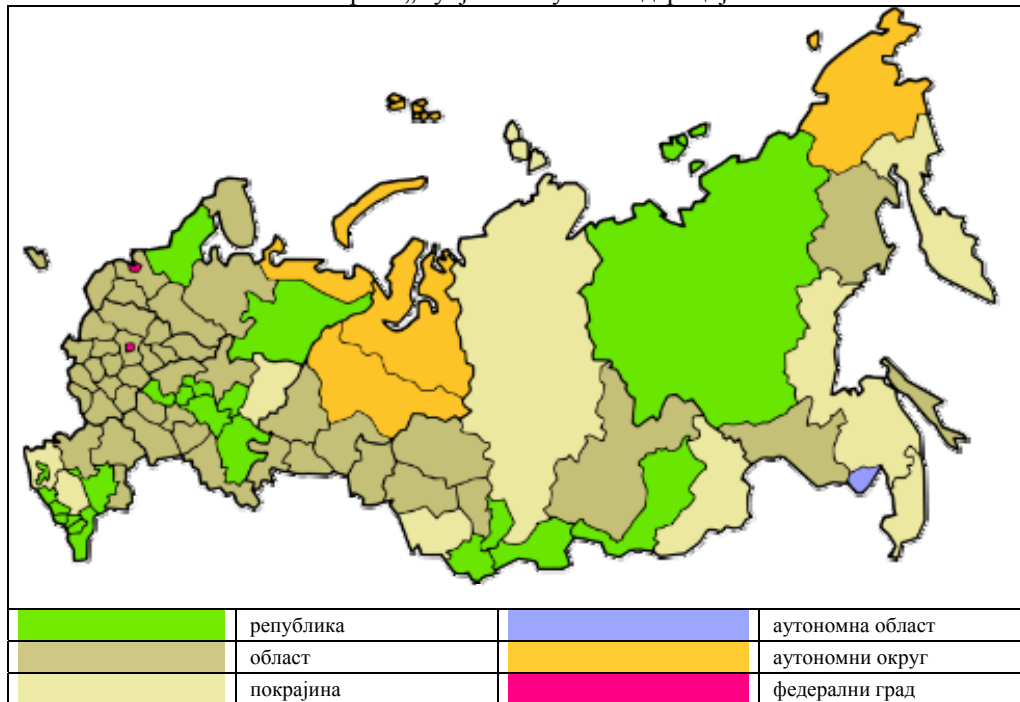 република
аутономна област
област
аутономни округ
покрајина
федерални град